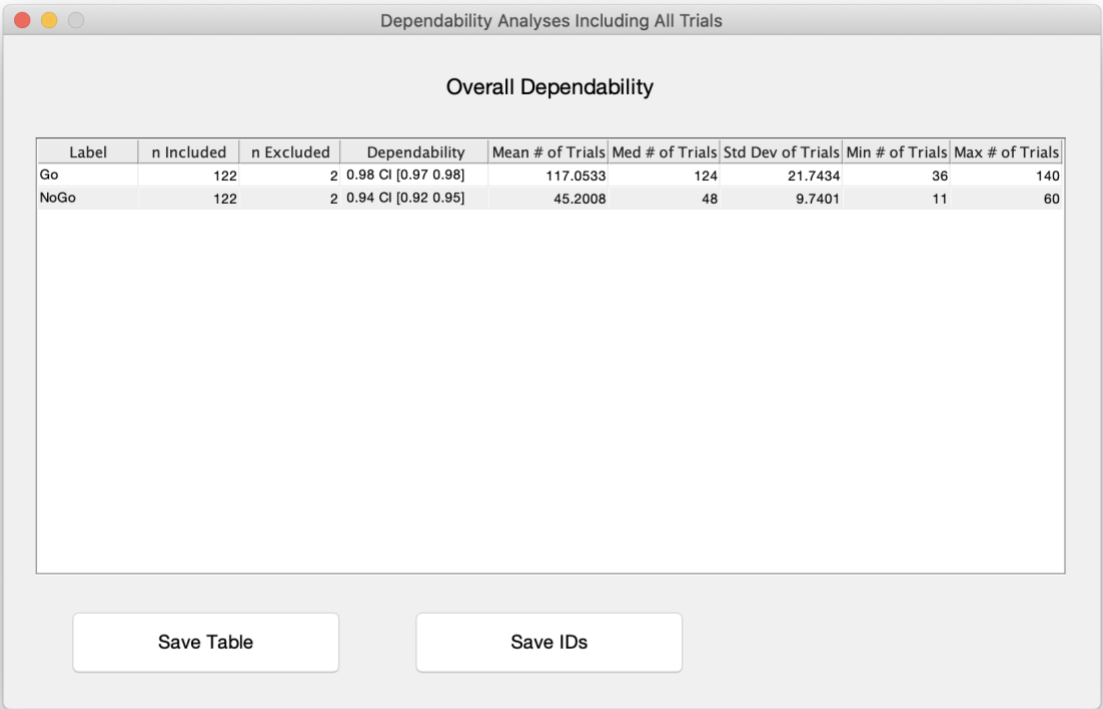 Dependability Analyses Including All Trials
Overall Dependability
Label n Included n Excluded Dependability Mean # of Trials Med # of Trials Std Dev of Trials Min # of Trials Max # of Trials
Go 122 2 0.98 CI [0.97 0.98] 117.0533 124 21.7434 36 140
NoGo 122 2 0.94 CI [0.92 0.95] 45.2008 48 9.7401 11 60
Save Table Save IDs